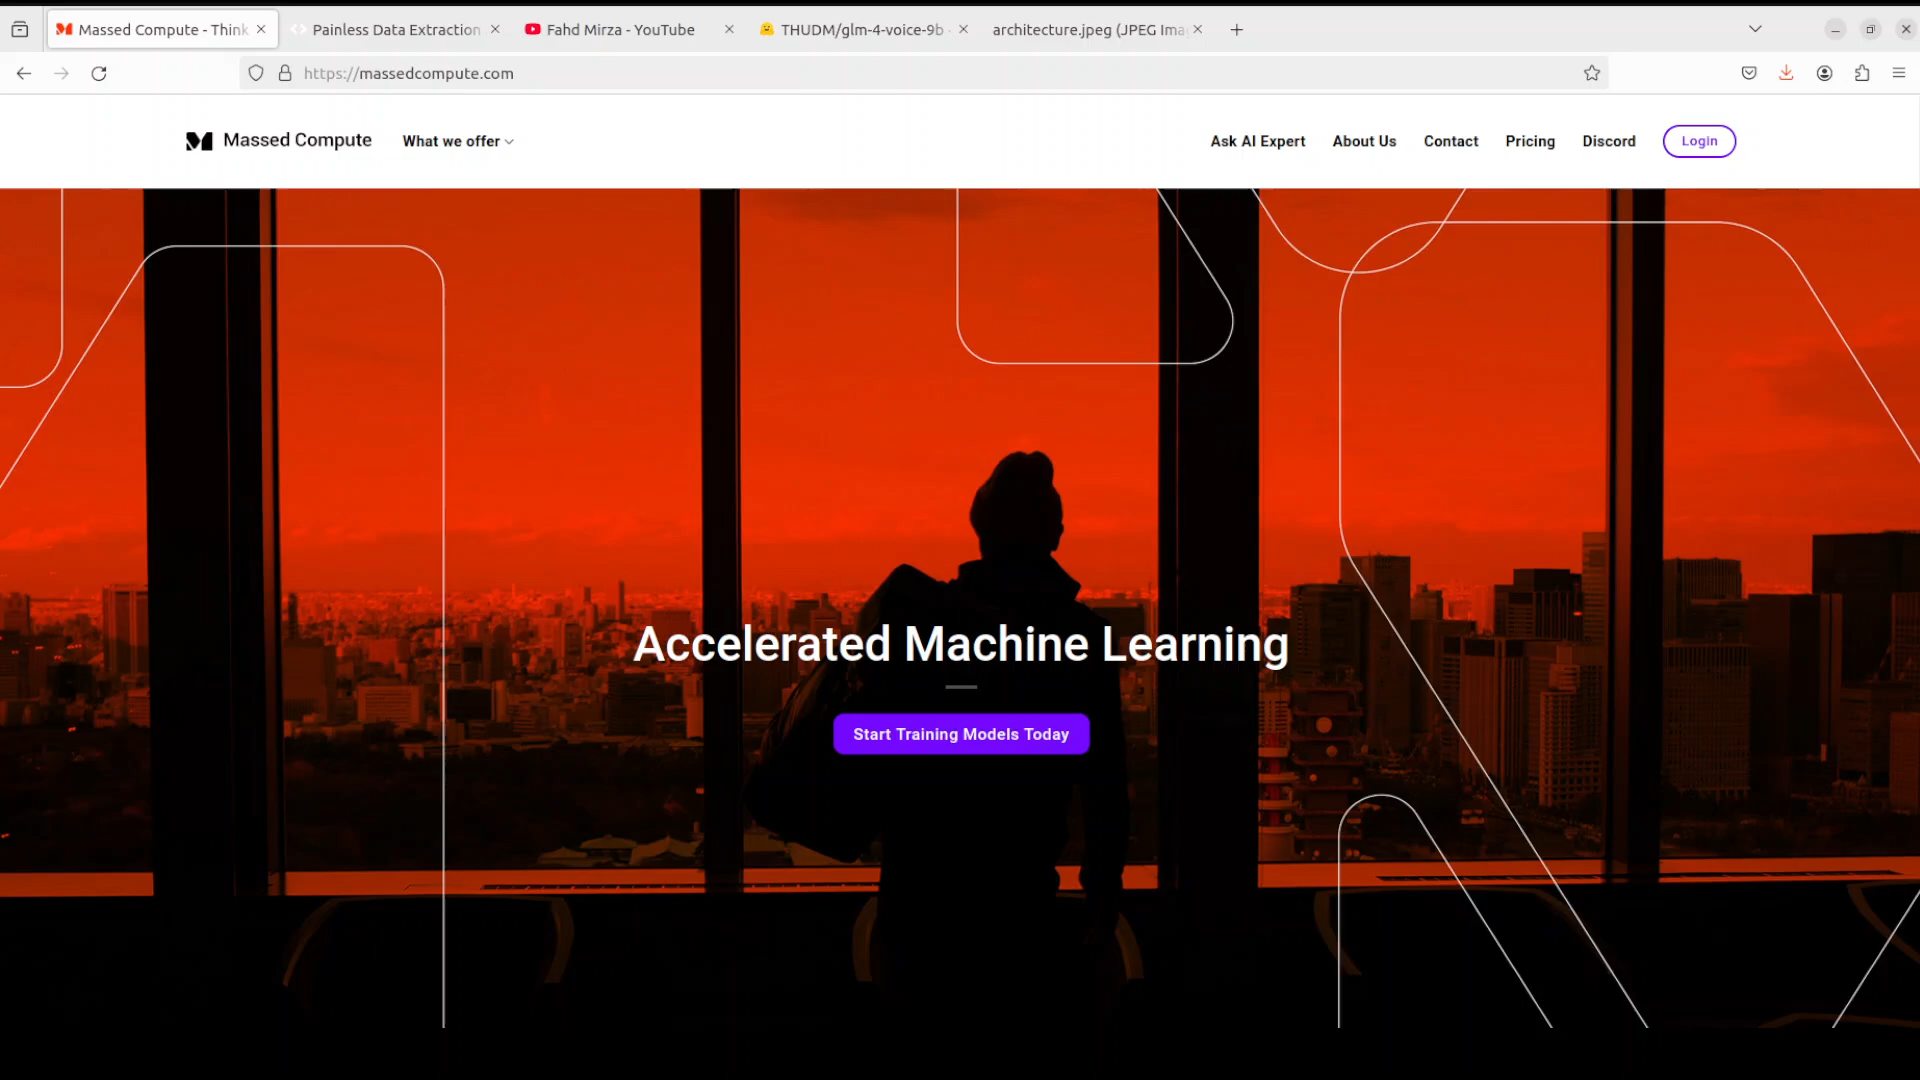 Massed Compute - Think
Painless Data Extraction
Fahd Mirza - YouTube
THUDM/glm-4-voice-9b
architecture.jpeg (JPEG Ima
https://massedcompute.com
Massed Compute
What we offer
Ask AI Expert
About Us
Contact
Pricing
Discord
Login
Accelerated Machine Learning
Start Training Models Today